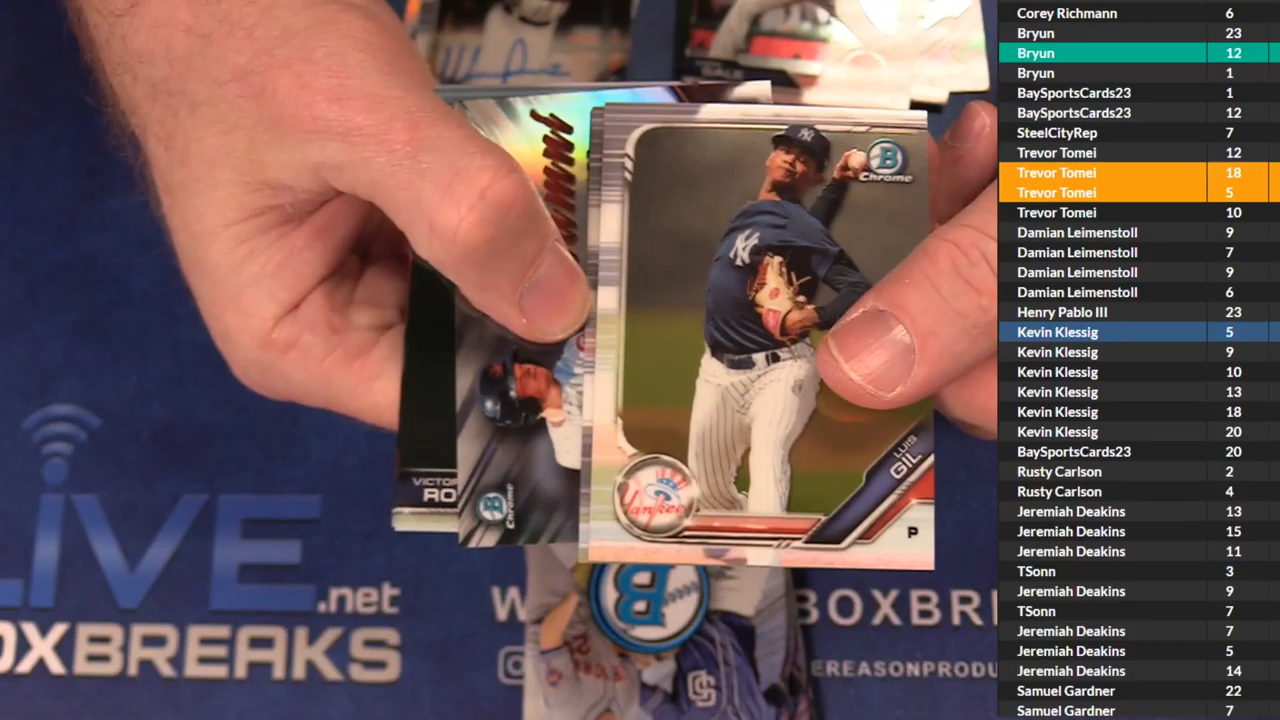 B
Chrome
NY
LUIS
GIL
Yankees
P
VICTOR
RO
B
Chrome
B
LIVE
.net
OXBREAKS
W
BOXBR
EREASONPRODU
Corey Richmann 6
Bryun 23
Bryun 12
Bryun 1
BaySportsCards23 1
BaySportsCards23 12
SteelCityRep 7
Trevor Tomei 12
Trevor Tomei 18
Trevor Tomei 5
Trevor Tomei 10
Damian Leimenstoll 9
Damian Leimenstoll 7
Damian Leimenstoll 9
Damian Leimenstoll 6
Henry Pablo III 23
Kevin Klessig 5
Kevin Klessig 9
Kevin Klessig 10
Kevin Klessig 13
Kevin Klessig 18
Kevin Klessig 20
BaySportsCards23 20
Rusty Carlson 2
Rusty Carlson 4
Jeremiah Deakins 13
Jeremiah Deakins 15
Jeremiah Deakins 11
TSonn 3
Jeremiah Deakins 9
TSonn 7
Jeremiah Deakins 7
Jeremiah Deakins 5
Jeremiah Deakins 14
Samuel Gardner 22
Samuel Gardner 7